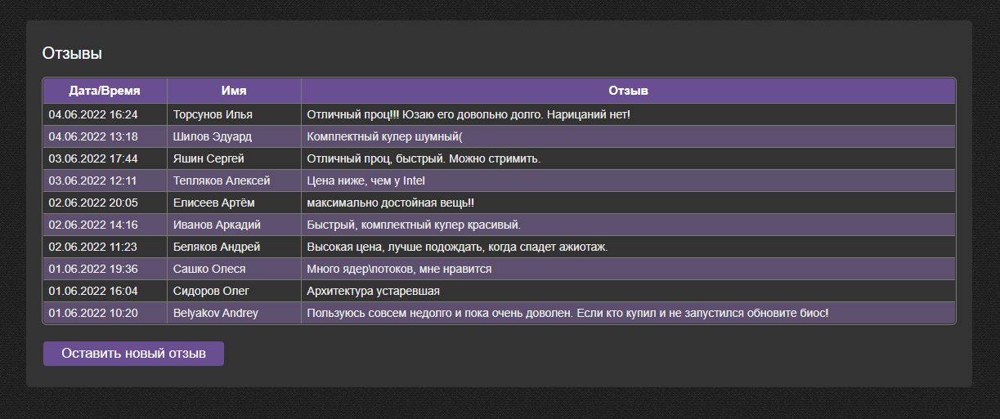 Отзывы
Дата/Время Имя Отзыв
04.06.2022 16:24 Торсунов Илья Отличный проц!!! Юзаю его довольно долго. Нарицаний нет!
04.06.2022 13:18 Шилов Эдуард Комплектный кулер шумный(
03.06.2022 17:44 Яшин Сергей Отличный проц, быстрый. Можно стримить.
03.06.2022 12:11 Тепляков Алексей Цена ниже, чем у Intel
02.06.2022 20:05 Елисеев Артём максимально достойная вещь!!
02.06.2022 14:16 Иванов Аркадий Быстрый, комплектный кулер красивый.
02.06.2022 11:23 Беляков Андрей Высокая цена, лучше подождать, когда спадет ажиотаж.
01.06.2022 19:36 Сашко Олеся Много ядер\потоков, мне нравится
01.06.2022 16:04 Сидоров Олег Архитектура устаревшая
01.06.2022 10:20 Belyakov Andrey Пользуюсь совсем недолго и пока очень доволен. Если кто купил и не запустился обновите биос!
Оставить новый отзыв